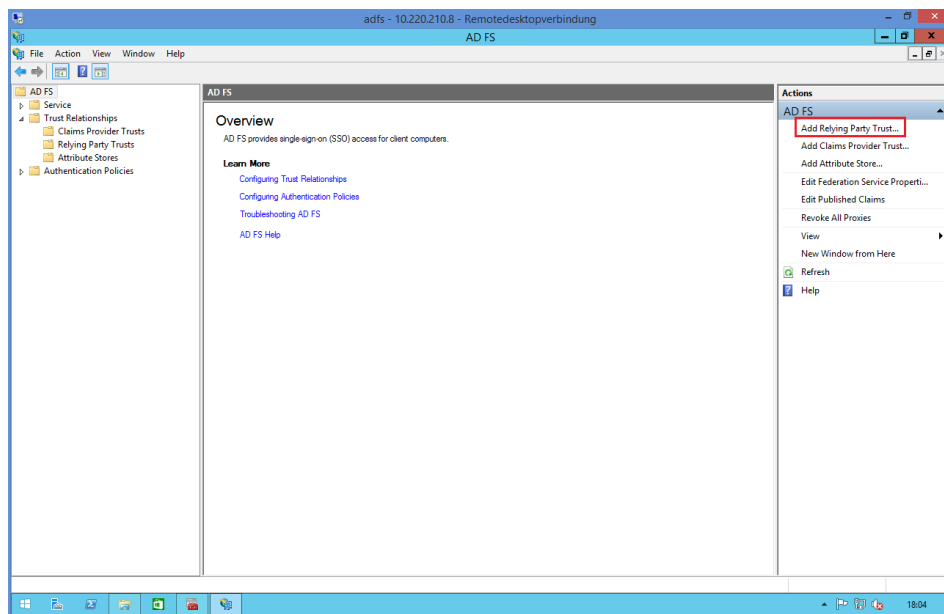 adfs - 10.220.210.8 - Remotedesktopverbindung
AD FS
File Action View Window Help
AD FS
Service
Trust Relationships
Claims Provider Trusts
Relying Party Trusts
Attribute Stores
Authentication Policies
AD FS
Overview
AD FS provides single-sign-on (SSO) access for client computers.
Learn More
Configuring Trust Relationships
Configuring Authentication Policies
Troubleshooting AD FS
AD FS Help
Actions
AD FS
Add Relying Party Trust...
Add Claims Provider Trust...
Add Attribute Store...
Edit Federation Service Properti...
Edit Published Claims
Revoke All Proxies
View
New Window from Here
Refresh
Help
18:04